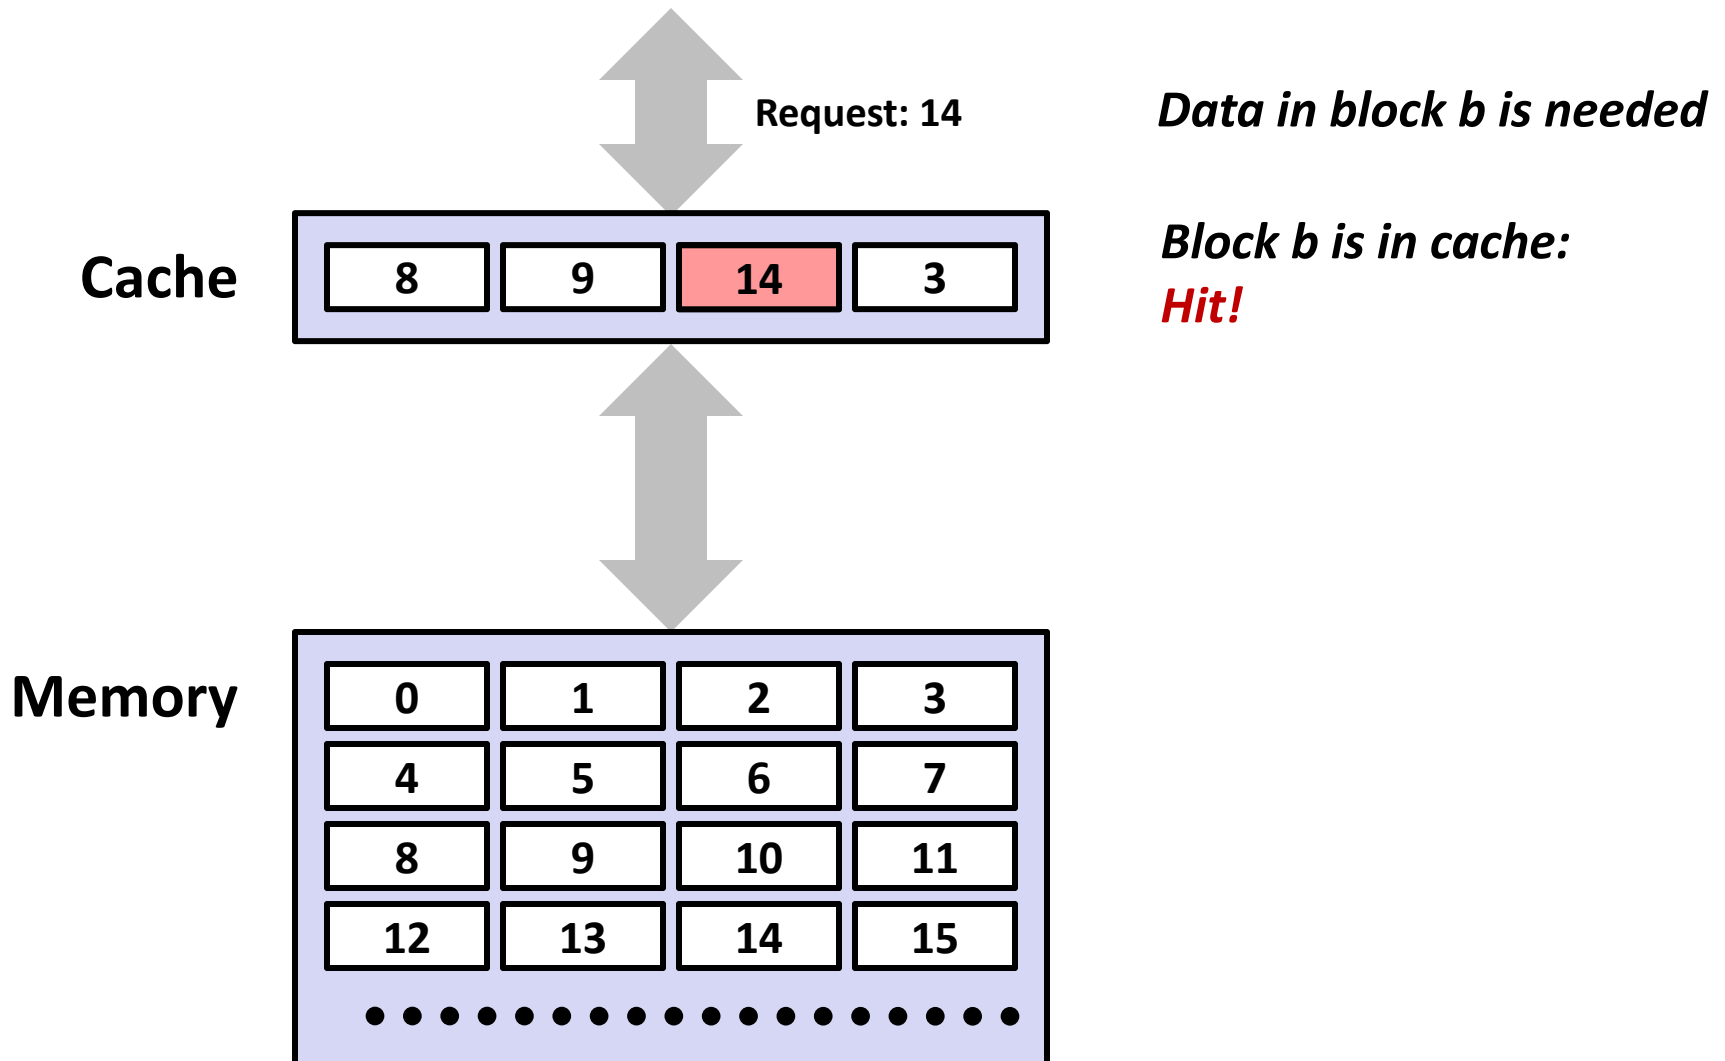 Request: 14
Data in block b is needed
Cache
8 9 14 3
Block b is in cache:
Hit!
Memory
0 1 2 3
4 5 6 7
8 9 10 11
12 13 14 15